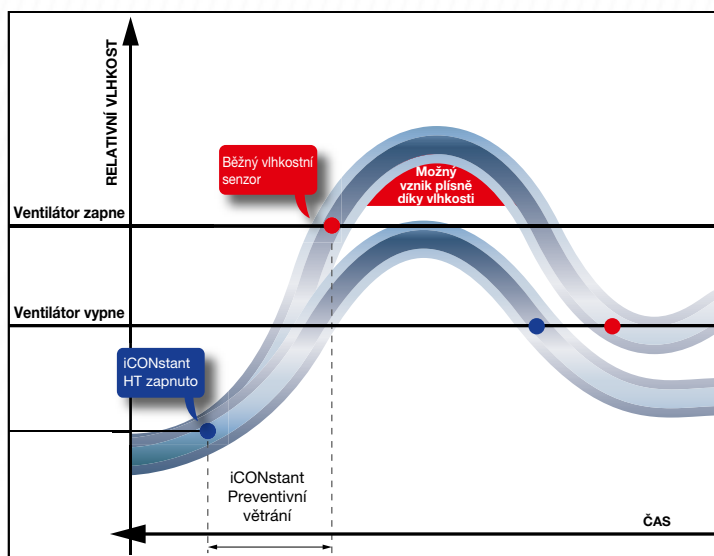 RELATIVNÍ VLHKOST
Běžný vlhkostní
senzor
Možný
vznik plísně
díky vlhkosti
Ventilátor zapne
Ventilátor vypne
iCONstant
HT zapnuto
iCONstant
Preventivní
větrání
ČAS